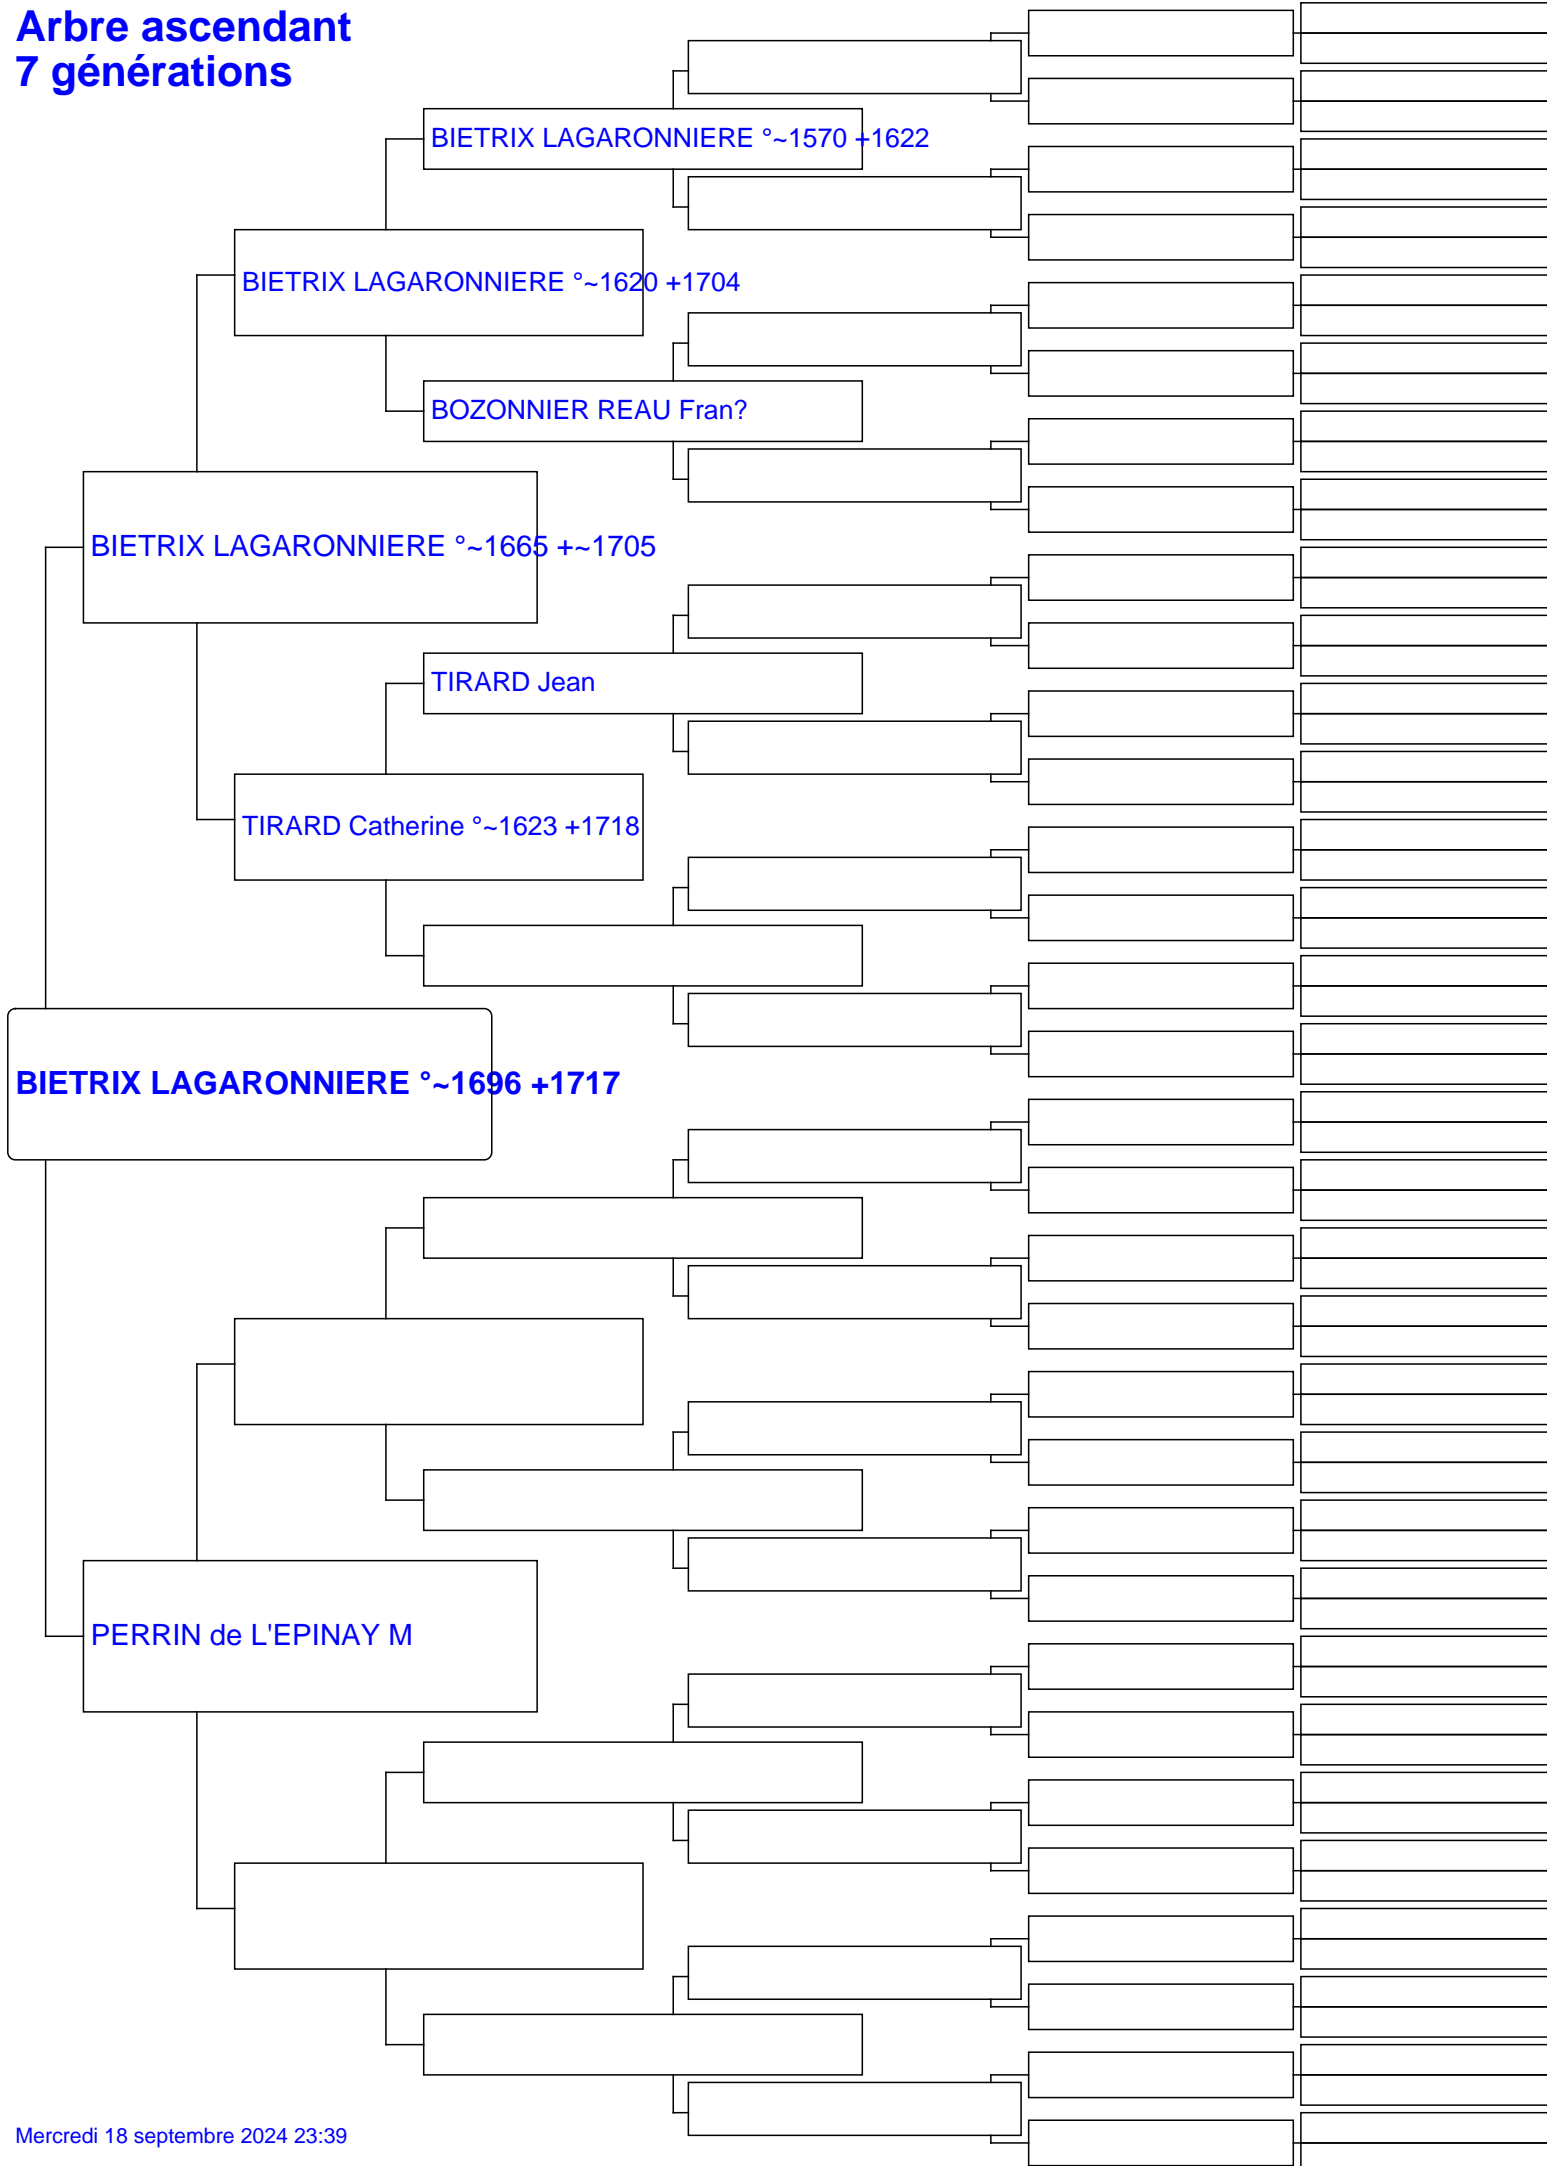 Arbre ascendant
7 générations
BIETRIX LAGARONNIERE °~1570 +1622
BIETRIX LAGARONNIERE °~1620 +1704
BOZONNIER REAU Fran?
BIETRIX LAGARONNIERE °~1665 +~1705
TIRARD Jean
TIRARD Catherine °~1623 +1718
BIETRIX LAGARONNIERE °~1696 +1717
PERRIN de L'EPINAY M
Mercredi 18 septembre 2024 23:39